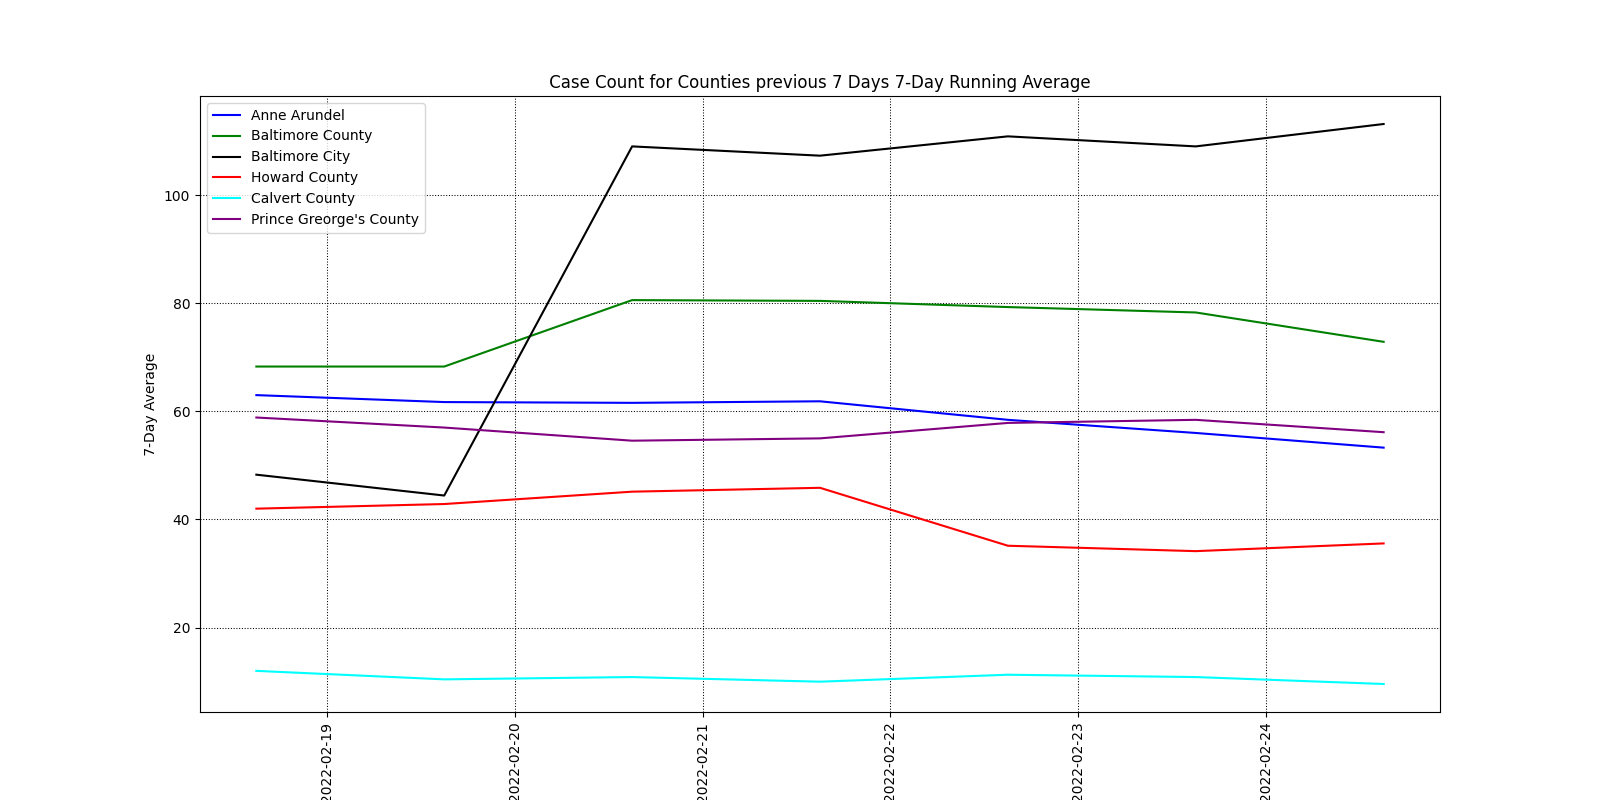 Case Count for Counties previous 7 Days 7-Day Running Average
Anne Arundel
Baltimore County
Baltimore City
Howard County
Calvert County
Prince Greorge's County
7-Day Average
100
80
60
40
20
2022-02-19
2022-02-20
2022-02-21
2022-02-22
2022-02-23
2022-02-24